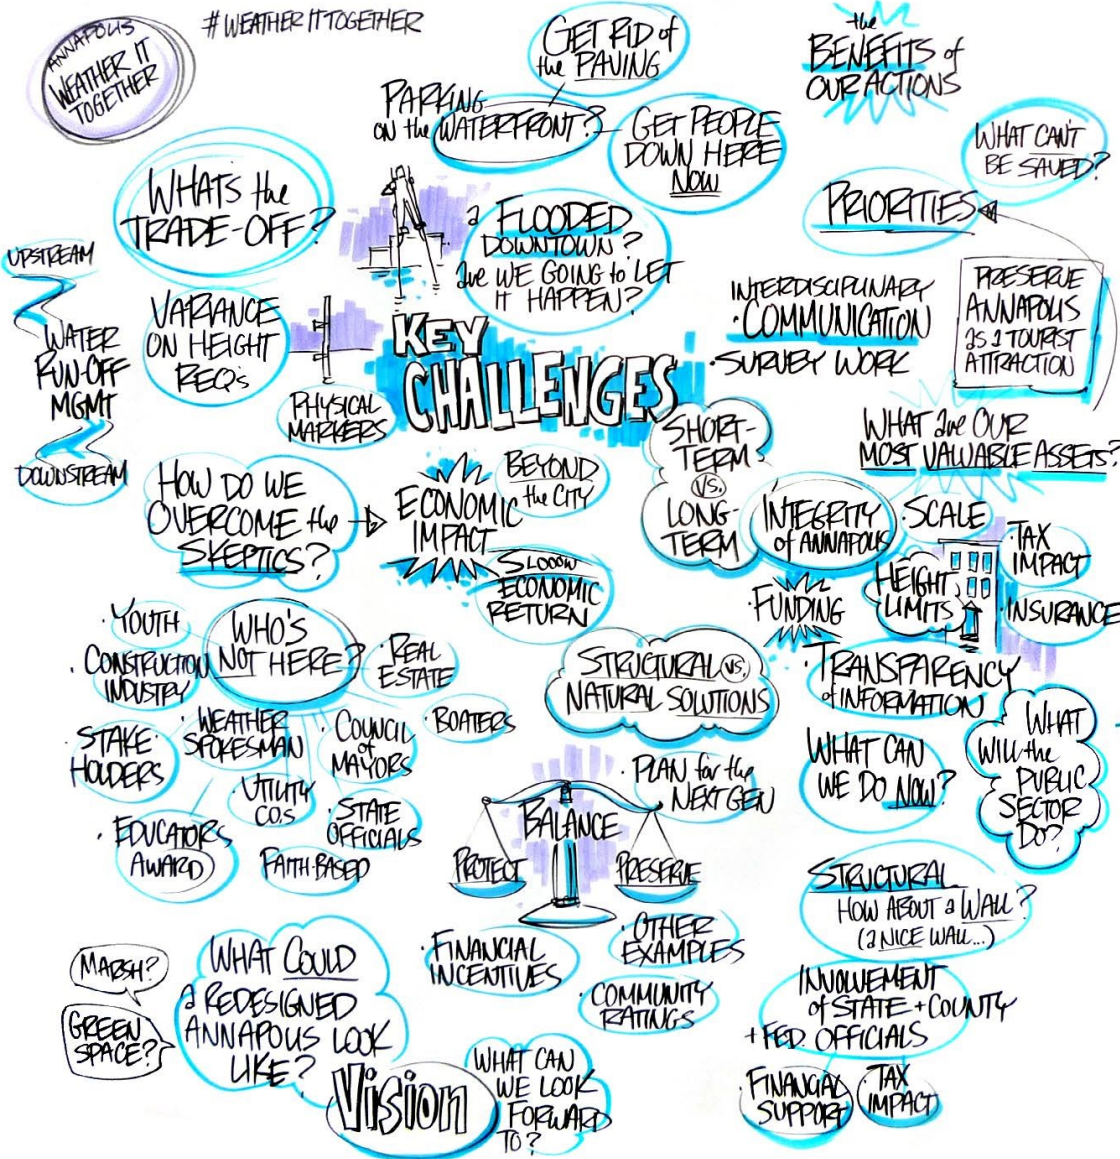 ANNAPOLIS
WEATHER IT
TOGETHER
# WEATHER IT TOGETHER
GET RID of
the PAVING
PARKING
on the WATERFRONT?
GET PEOPLE
DOWN HERE
NOW
the
BENEFITS of
OUR ACTIONS
WHAT CAN'T
BE SAVED?
PRIORITIES
PRESERVE
ANNAPOLIS
as a TOURIST
ATTRACTION
WHATS the
TRADE-OFF?
a FLOODED
DOWNTOWN?
are WE GOING to LET
IT HAPPEN?
UPSTREAM
WATER
RUN-OFF
MGMT
DOWNSTREAM
VARIANCE
ON HEIGHT
REQs
PHYSICAL
MARKERS
KEY
CHALLENGES
INTERDISCIPLINARY
· COMMUNICATION
· SURVEY WORK
SHORT-
TERM
VS.
LONG-
TERM
WHAT are OUR
MOST VALUABLE ASSETS?
INTEGRITY
of ANNAPOLIS
· SCALE
HEIGHT
LIMITS
· TAX
IMPACT
· INSURANCE
HOW DO WE
OVERCOME the
SKEPTICS?
ECONOMIC
IMPACT
BEYOND
the CITY
SLOOOW
ECONOMIC
RETURN
· FUNDING
· TRANSPARENCY
of INFORMATION
WHO'S
NOT HERE?
· YOUTH
· CONSTRUCTION
INDUSTRY
· REAL
ESTATE
· STAKE-
HOLDERS
· WEATHER
SPOKESMAN
· COUNCIL
of
MAYORS
· BOATERS
· UTILITY
CO.S
· STATE
OFFICIALS
· EDUCATORS
AWARD
FAITH-BASED
STRUCTURAL VS.
NATURAL SOLUTIONS
WHAT CAN
WE DO NOW?
WHAT
WILL the
PUBLIC
SECTOR
DO?
· PLAN for the
NEXT GEN
BALANCE
PROTECT
PRESERVE
· FINANCIAL
INCENTIVES
· OTHER
EXAMPLES
· COMMUNITY
RATINGS
STRUCTURAL
HOW ABOUT a WALL?
(a NICE WALL...)
INVOLVEMENT
of STATE + COUNTY
+ FED. OFFICIALS
· FINANCIAL
SUPPORT
· TAX
IMPACT
MARSH?
GREEN
SPACE?
WHAT COULD
a REDESIGNED
ANNAPOLIS LOOK
LIKE?
Vision
WHAT CAN
WE LOOK
FORWARD
TO?